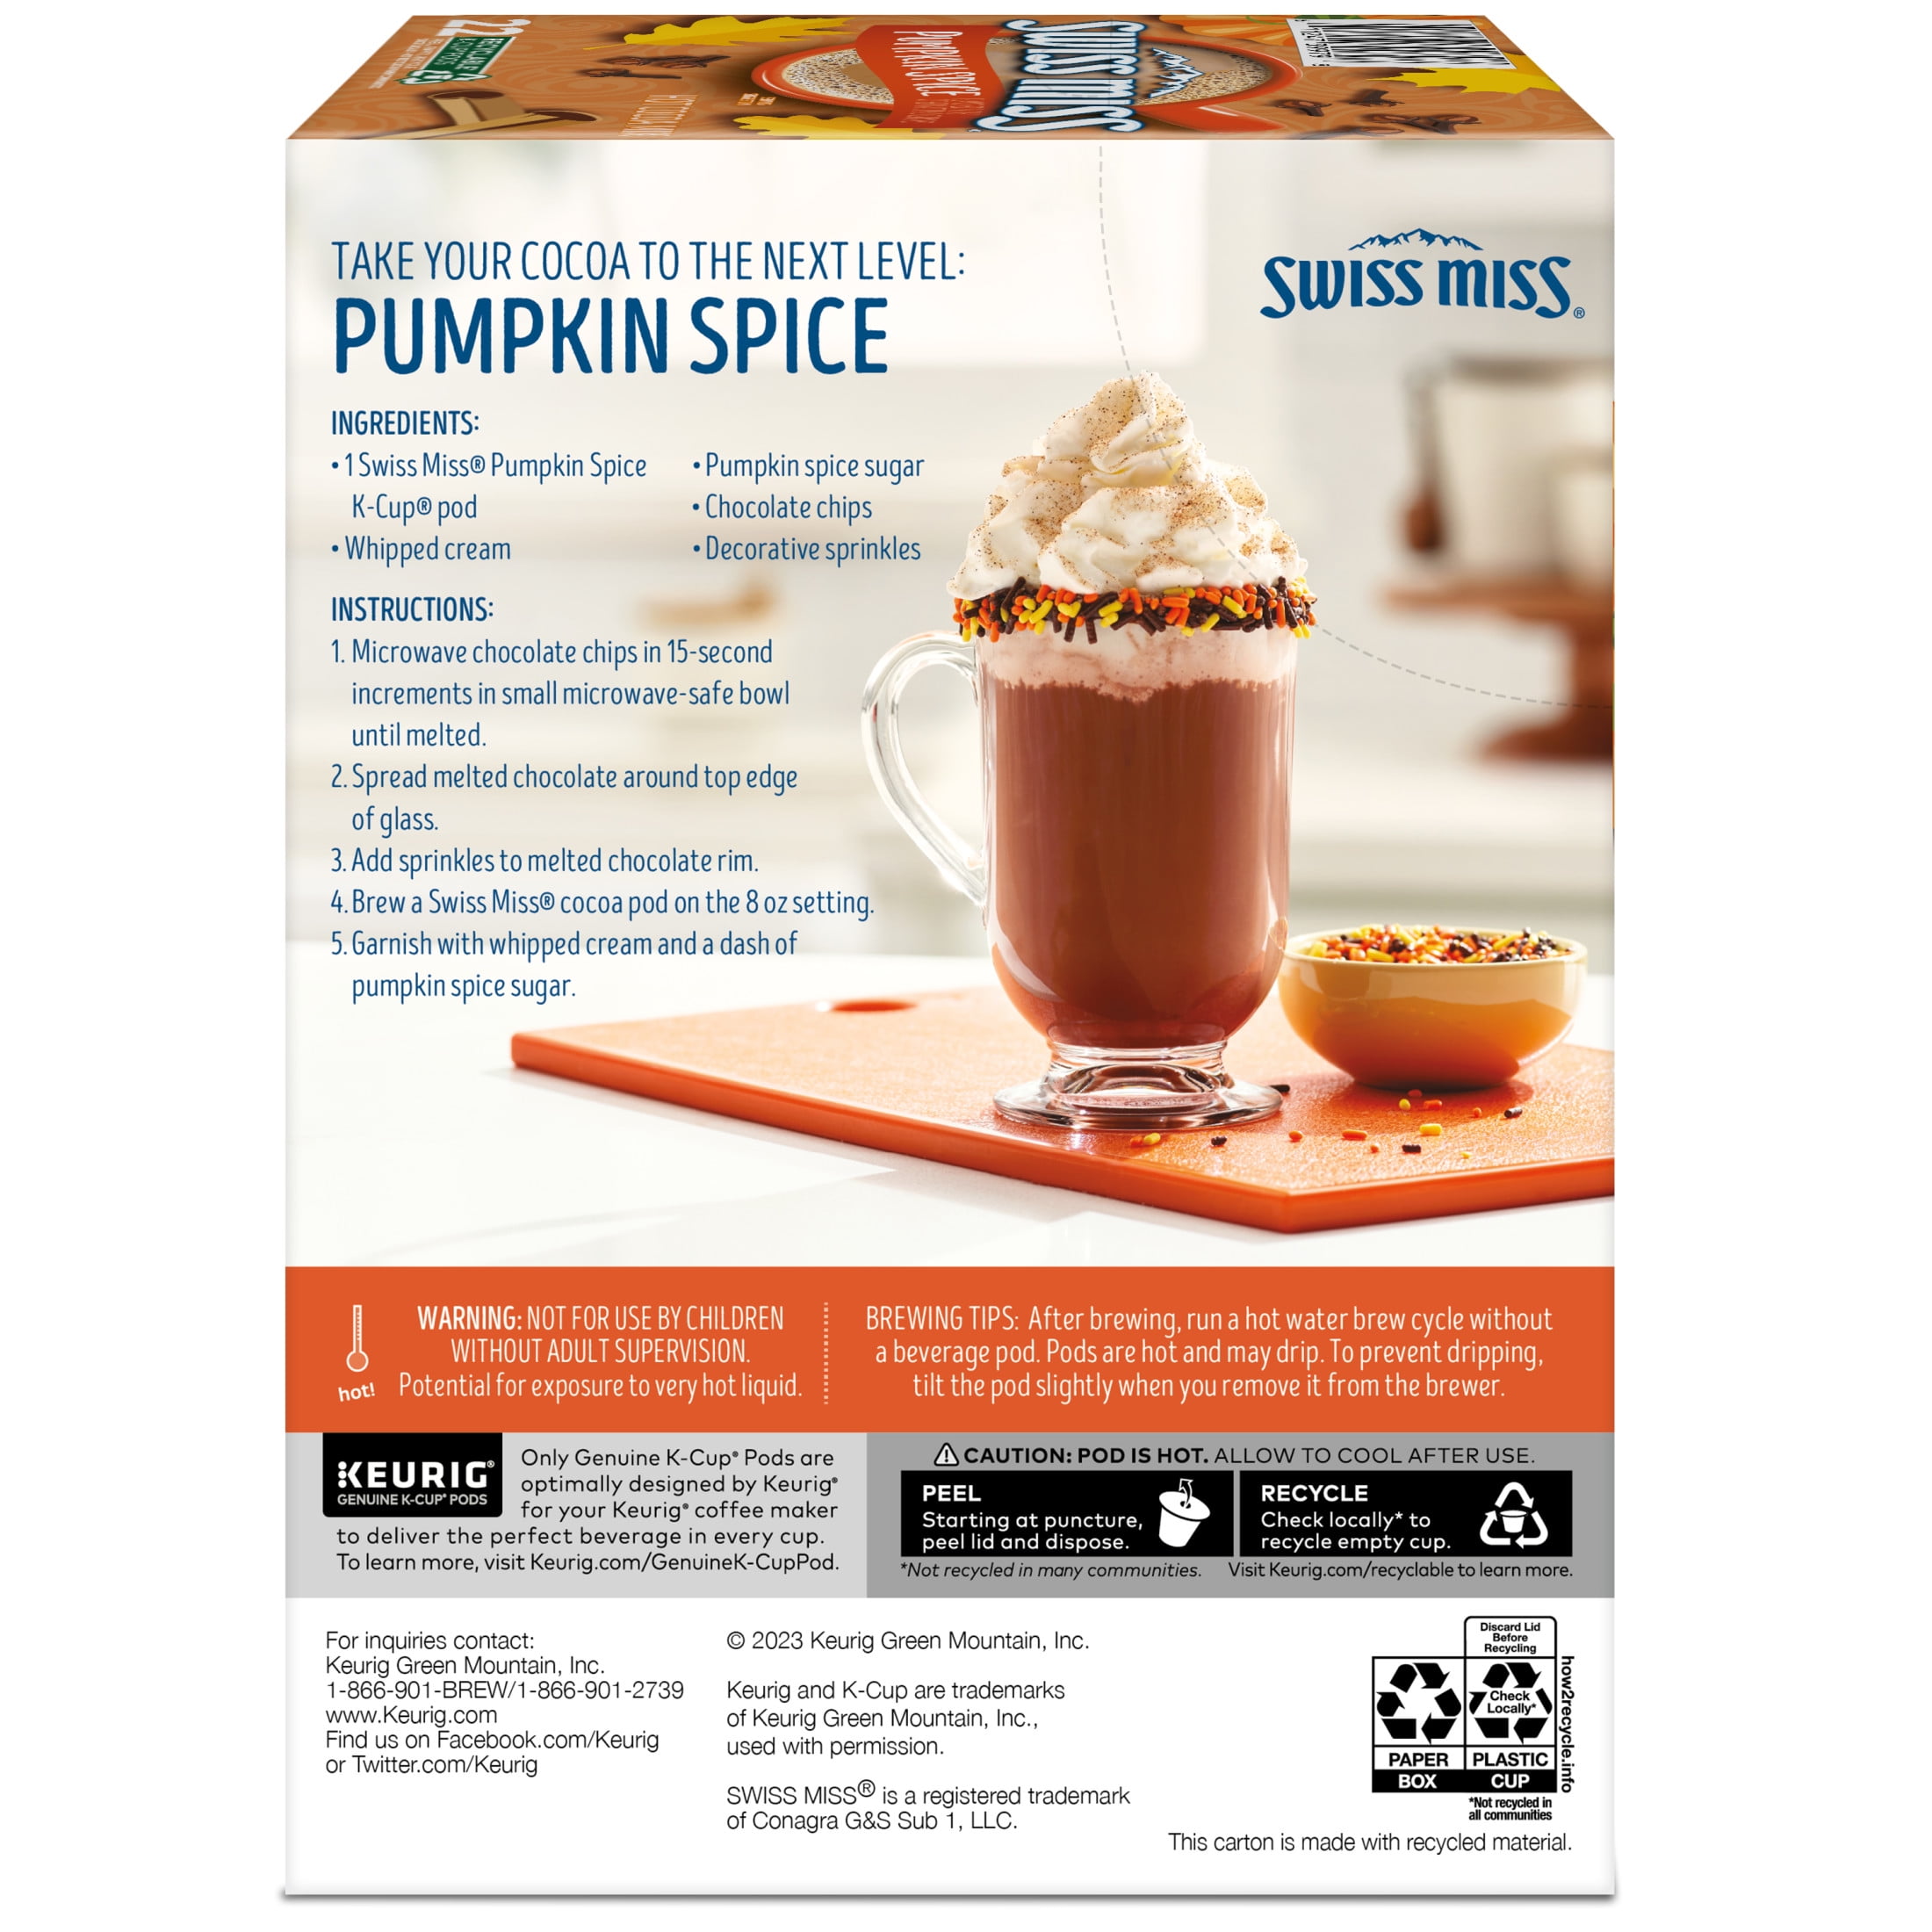 22
RECYCLABLE
K-CUP PODS
PUMPKIN SPICE
SWISS MISS
TAKE YOUR COCOA TO THE NEXT LEVEL:
PUMPKIN SPICE
SWISS MISS®
INGREDIENTS:
• 1 Swiss Miss® Pumpkin Spice
K-Cup® pod
• Whipped cream
• Pumpkin spice sugar
• Chocolate chips
• Decorative sprinkles
INSTRUCTIONS:
1. Microwave chocolate chips in 15-second
increments in small microwave-safe bowl
until melted.
2. Spread melted chocolate around top edge
of glass.
3. Add sprinkles to melted chocolate rim.
4. Brew a Swiss Miss® cocoa pod on the 8 oz setting.
5. Garnish with whipped cream and a dash of
pumpkin spice sugar.
hot!
WARNING: NOT FOR USE BY CHILDREN
WITHOUT ADULT SUPERVISION.
Potential for exposure to very hot liquid.
BREWING TIPS: After brewing, run a hot water brew cycle without
a beverage pod. Pods are hot and may drip. To prevent dripping,
tilt the pod slightly when you remove it from the brewer.
KEURIG®
GENUINE K-CUP® PODS
Only Genuine K-Cup® Pods are
optimally designed by Keurig®
for your Keurig® coffee maker
to deliver the perfect beverage in every cup.
To learn more, visit Keurig.com/GenuineK-CupPod.
CAUTION: POD IS HOT. ALLOW TO COOL AFTER USE.
PEEL
Starting at puncture,
peel lid and dispose.
RECYCLE
Check locally* to
recycle empty cup.
*Not recycled in many communities. Visit Keurig.com/recyclable to learn more.
For inquiries contact:
Keurig Green Mountain, Inc.
1-866-901-BREW/1-866-901-2739
www.Keurig.com
Find us on Facebook.com/Keurig
or Twitter.com/Keurig
© 2023 Keurig Green Mountain, Inc.
Keurig and K-Cup are trademarks
of Keurig Green Mountain, Inc.,
used with permission.
SWISS MISS® is a registered trademark
of Conagra G&S Sub 1, LLC.
Discard Lid
Before
Recycling
Check
Locally*
PAPER
BOX
PLASTIC
CUP
*Not recycled in
all communities
how2recycle.info
This carton is made with recycled material.